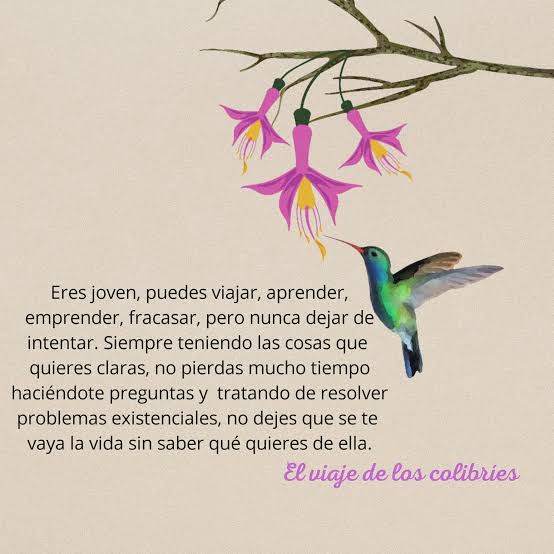 Eres joven, puedes viajar, aprender,
emprender, fracasar, pero nunca dejar de
intentar. Siempre teniendo las cosas que
quieres claras, no pierdas mucho tiempo
haciéndote preguntas y  tratando de resolver
problemas existenciales, no dejes que se te
vaya la vida sin saber qué quieres de ella.
El viaje de los colibríes